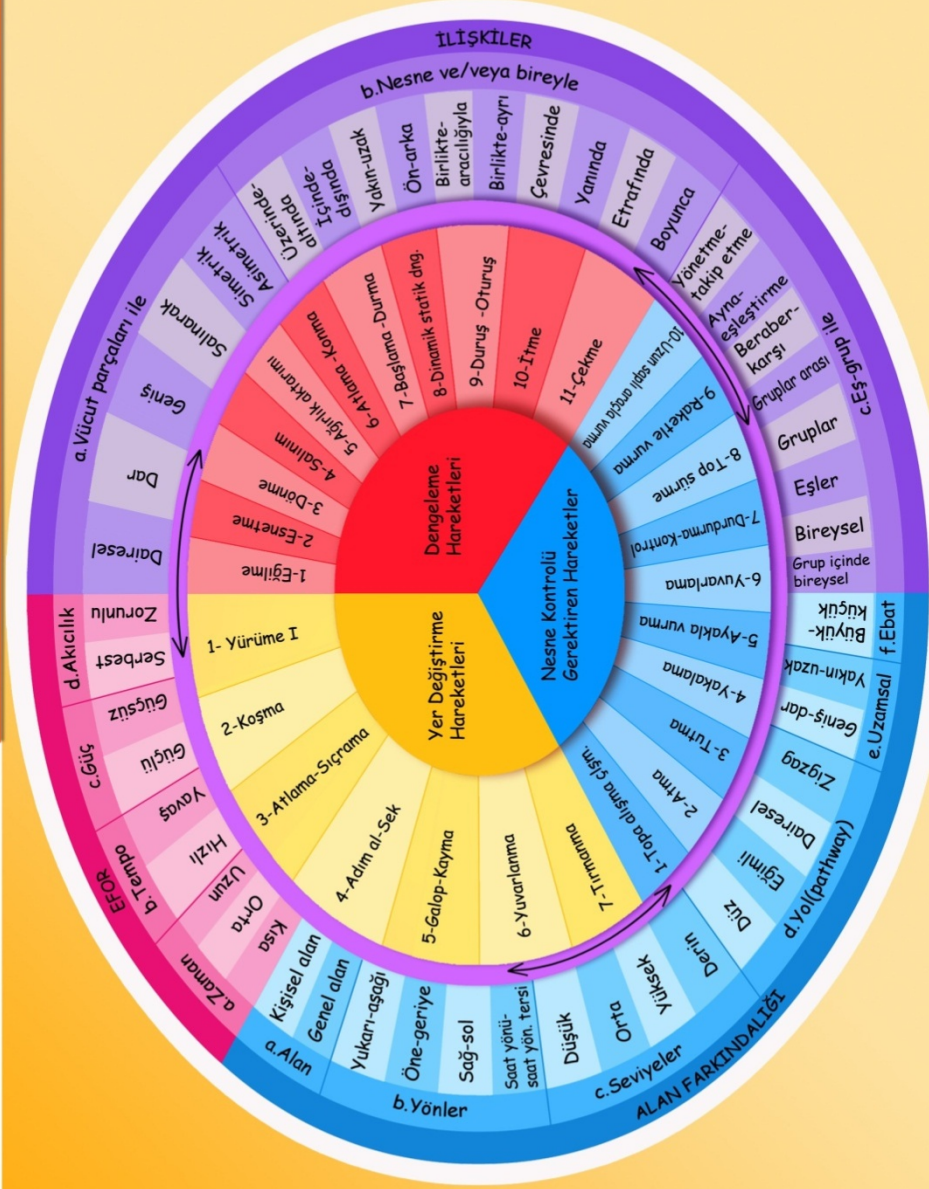 İLİŞKİLER
a.Vücut parçaları ile
Dairesel
Dar
Geniş
Salınarak
Simetrik
Asimetrik
b.Nesne ve/veya bireyle
Üzerinde-
altında
İçinde-
dışında
Yakın-uzak
Ön-arka
Birlikte-
aracılığıyla
Birlikte-ayrı
Çevresinde
Yanında
Etrafında
Boyunca
c.Eş-grup ile
Yönetme-
takip etme
Ayna-
eşleştirme
Beraber-
karşı
Gruplar arası
Gruplar
Eşler
Bireysel
Grup içinde
bireysel
ALAN FARKINDALIĞI
f.Ebat
Büyük-
küçük
e.Uzamsal
Yakın-uzak
Geniş-dar
d.Yol(pathway)
Zigzag
Dairesel
Eğimli
Düz
c.Seviyeler
Derin
Yüksek
Orta
Düşük
b.Yönler
Saat yönü-
saat yön. tersi
Sağ-sol
Öne-geriye
Yukarı-aşağı
a.Alan
Genel alan
Kişisel alan
EFOR
a.Zaman
Kısa
Orta
Uzun
b.Tempo
Hızlı
Yavaş
c.Güç
Güçlü
Güçsüz
d.Akıcılık
Serbest
Zorunlu
Dengeleme
Hareketleri
1-Eğilme
2-Esnetme
3-Dönme
4-Salınım
5-Ağırlık aktarımı
6-Atlama -Konma
7-Başlama - Durma
8-Dinamik statik dng.
9-Duruş -Oturuş
10-İtme
11-Çekme
Nesne Kontrolü
Gerektiren Hareketler
10-Uzun saplı araçla vurma
9-Raketle vurma
8-Top sürme
7-Durdurma-Kontrol
6-Yuvarlama
5-Ayakla vurma
4-Yakalama
3-Tutma
2-Atma
1-Topa alışma çlşm.
Yer Değiştirme
Hareketleri
1- Yürüme I
2-Koşma
3-Atlama-Sıçrama
4-Adım al-Sek
5-Galop-Kayma
6-Yuvarlanma
7-Tırmanma